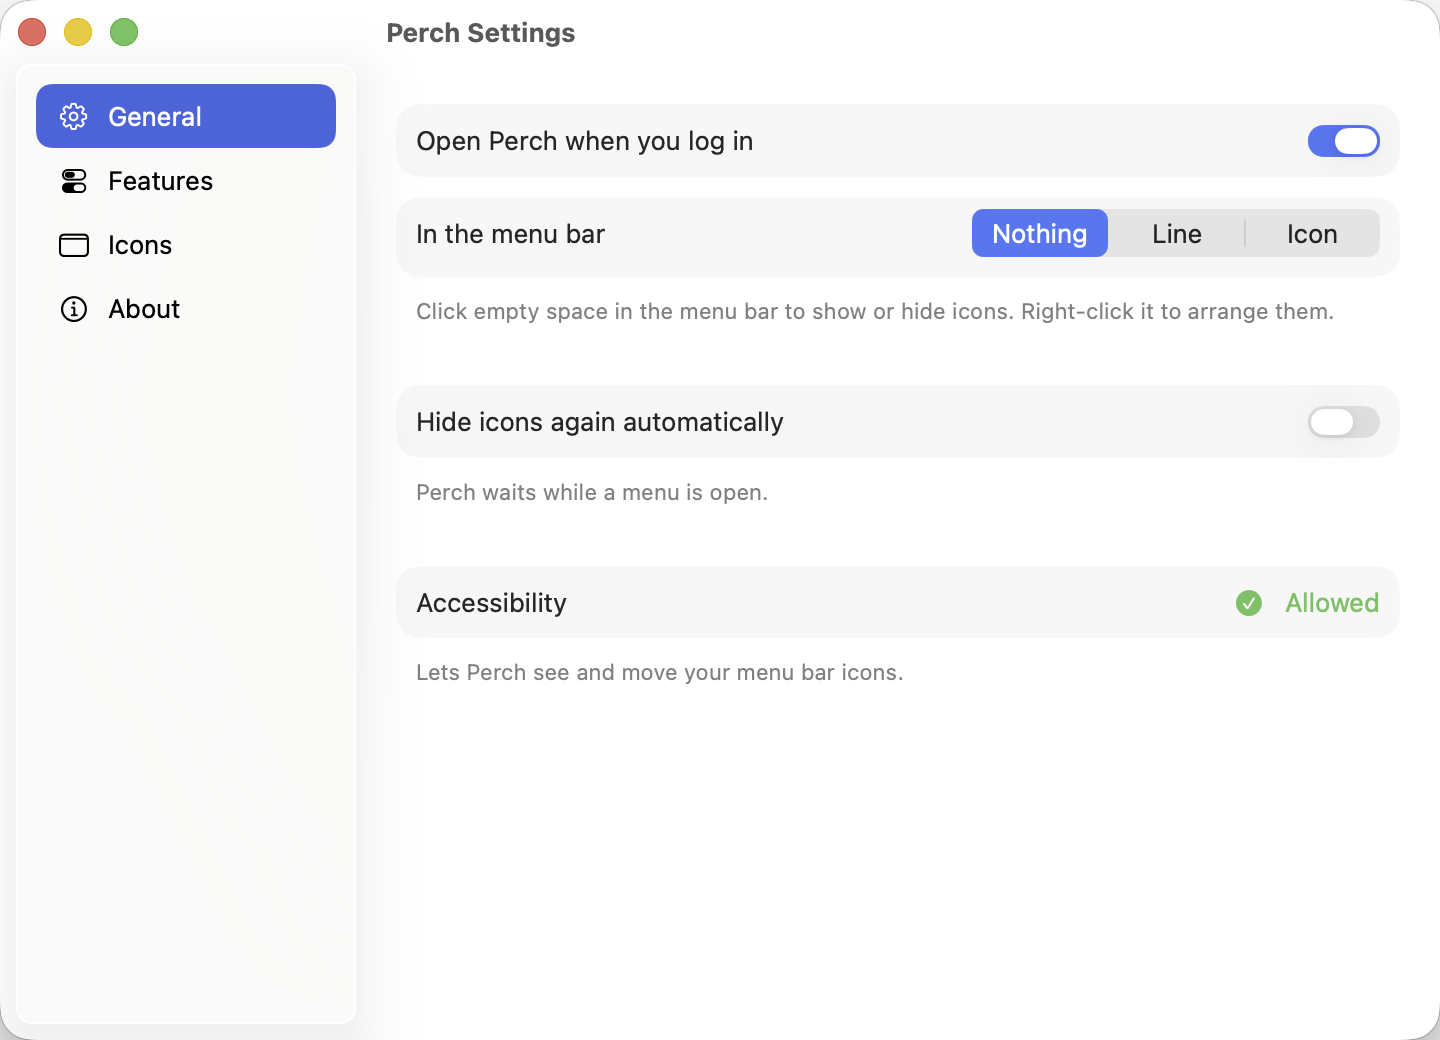 Perch Settings
General
Features
Icons
About
Open Perch when you log in
In the menu bar
Nothing
Line
Icon
Click empty space in the menu bar to show or hide icons. Right-click it to arrange them.
Hide icons again automatically
Perch waits while a menu is open.
Accessibility
Allowed
Lets Perch see and move your menu bar icons.